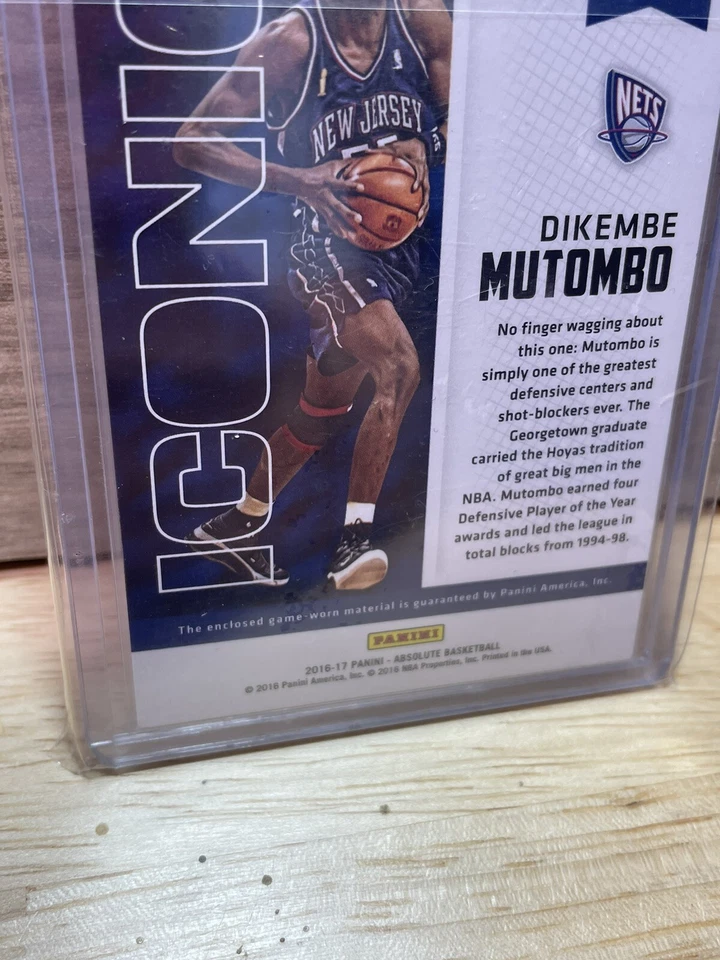 ICONIC
NEW JERSEY
55
NETS
DIKEMBE
MUTOMBO
No finger wagging about
this one: Mutombo is
simply one of the greatest
defensive centers and
shot-blockers ever. The
Georgetown graduate
carried the Hoyas tradition
of great big men in the
NBA. Mutombo earned four
Defensive Player of the Year
awards and led the league in
total blocks from 1994-98.
The enclosed game-worn material is guaranteed by Panini America, Inc.
PANINI
2016-17 PANINI - ABSOLUTE BASKETBALL
© 2016 Panini America, Inc. © 2016 NBA Properties, Inc. Printed in the USA.